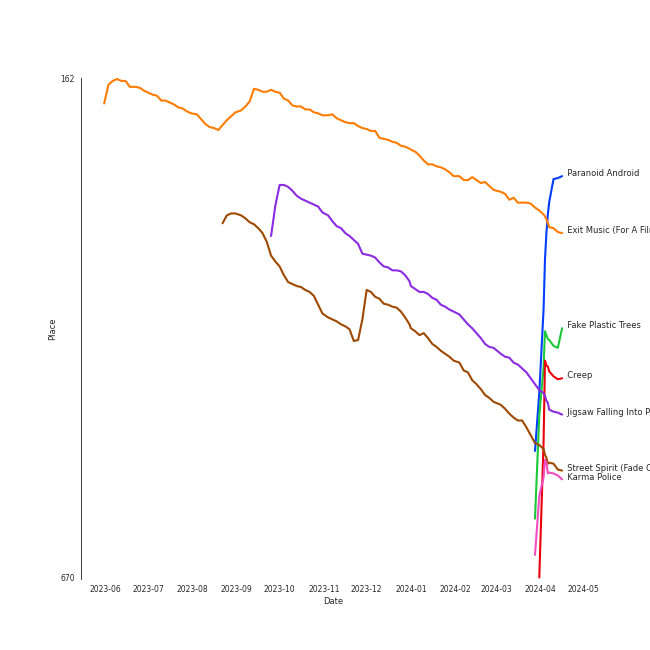 162
Paranoid Android
Exit Music (For A Fil
Fake Plastic Trees
Place
Creep
Jigsaw Falling Into P
Street Spirit (Fade O
Karma Police
670
2023-06 2023-07 2023-08 2023-09 2023-10 2023-11 2023-12 2024-01 2024-02 2024-03 2024-04 2024-05
Date